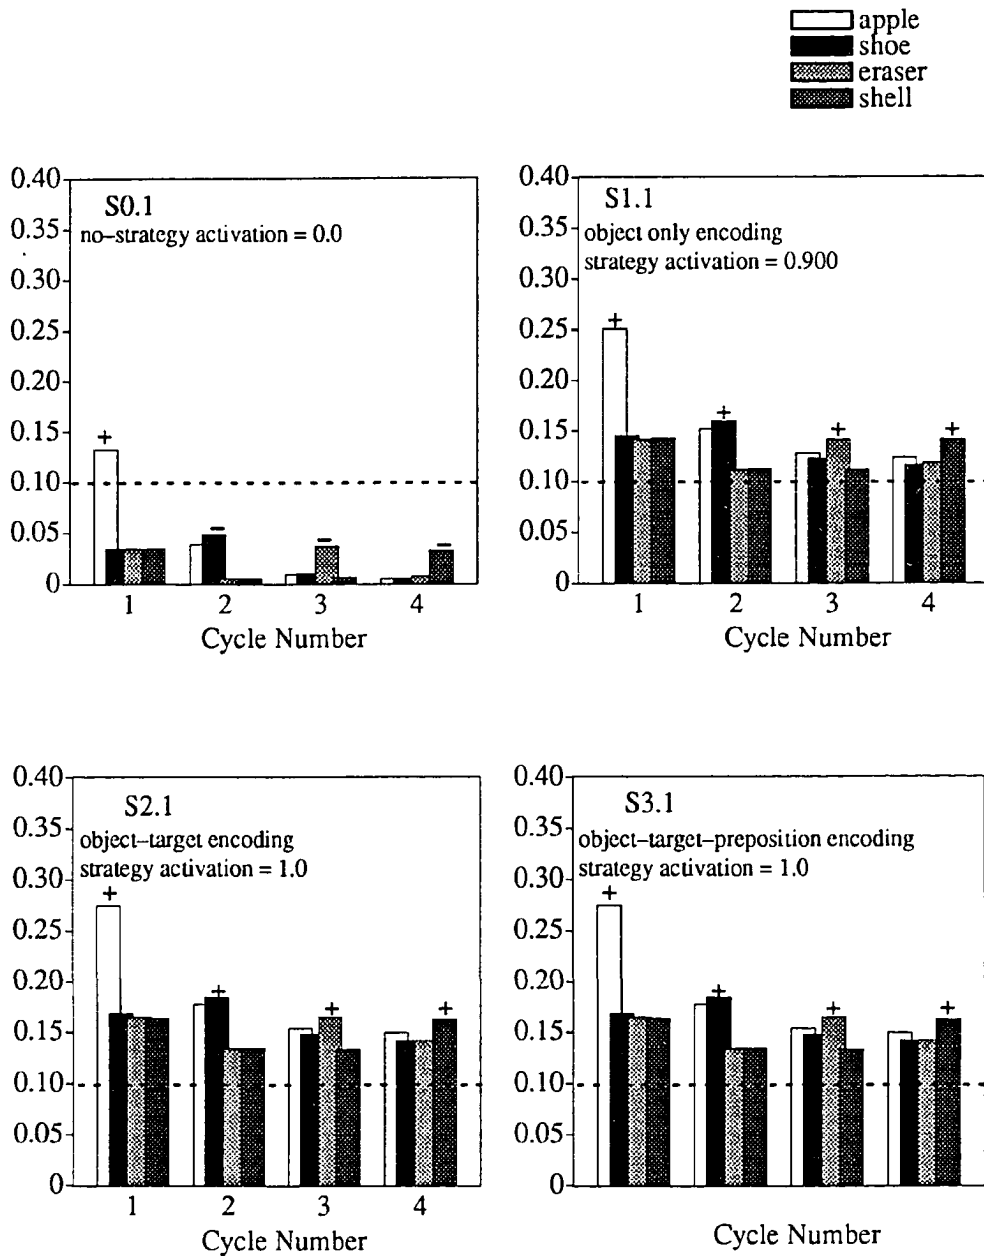 apple
shoe
eraser
shell
S0.1
no–strategy activation = 0.0
0.40
0.35
0.30
0.25
0.20
0.15
0.10
0.05
0
+
–
–
–
1 2 3 4
Cycle Number
S1.1
object only encoding
strategy activation = 0.900
0.40
0.35
0.30
0.25
0.20
0.15
0.10
0.05
0
+
+
+
+
1 2 3 4
Cycle Number
S2.1
object–target encoding
strategy activation = 1.0
0.40
0.35
0.30
0.25
0.20
0.15
0.10
0.05
0
+
+
+
+
1 2 3 4
Cycle Number
S3.1
object–target–preposition encoding
strategy activation = 1.0
0.40
0.35
0.30
0.25
0.20
0.15
0.10
0.05
0
+
+
+
+
Cycle Number